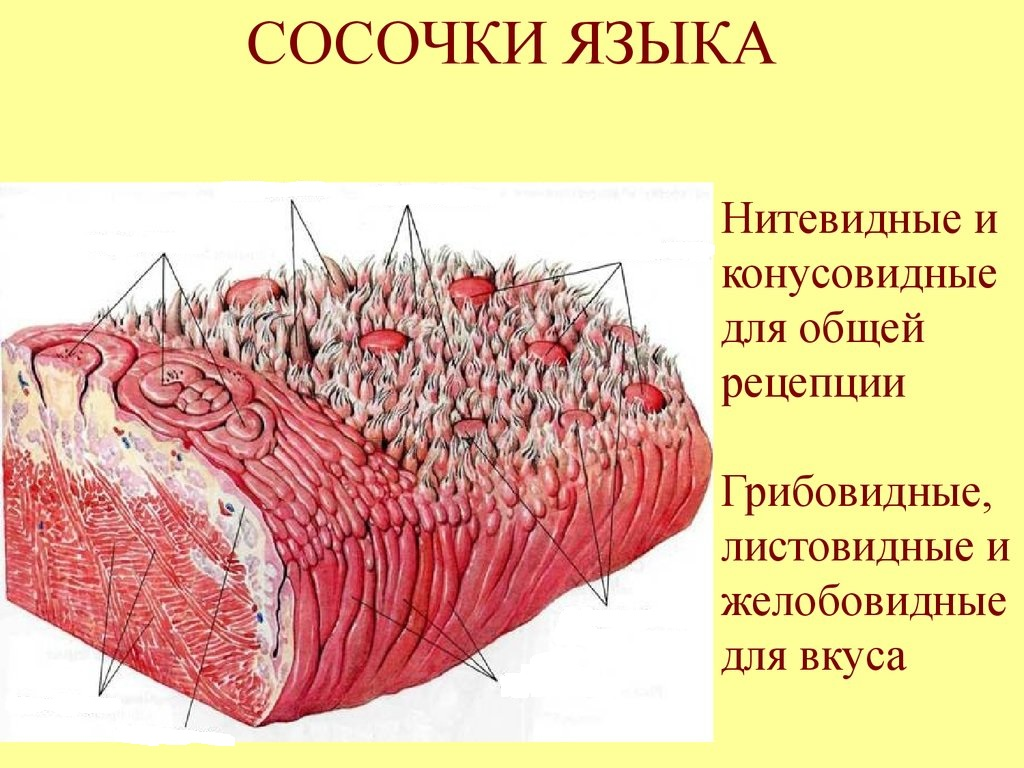 СОСОЧКИ ЯЗЫКА
Нитевидные и
конусовидные
для общей
рецепции
Грибовидные,
листовидные и
желобовидные
для вкуса